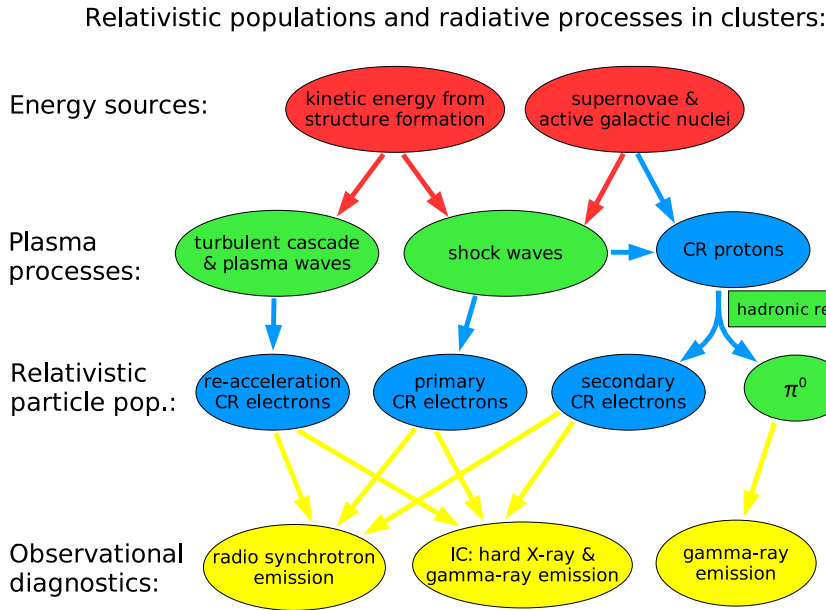 Relativistic populations and radiative processes in clusters:
Energy sources:
kinetic energy from
structure formation
supernovae &
active galactic nuclei
Plasma
processes:
turbulent cascade
& plasma waves
shock waves
CR protons
hadronic re
Relativistic
particle pop.:
re-acceleration
CR electrons
primary
CR electrons
secondary
CR electrons
π⁰
Observational
diagnostics:
radio synchrotron
emission
IC: hard X-ray &
gamma-ray emission
gamma-ray
emission